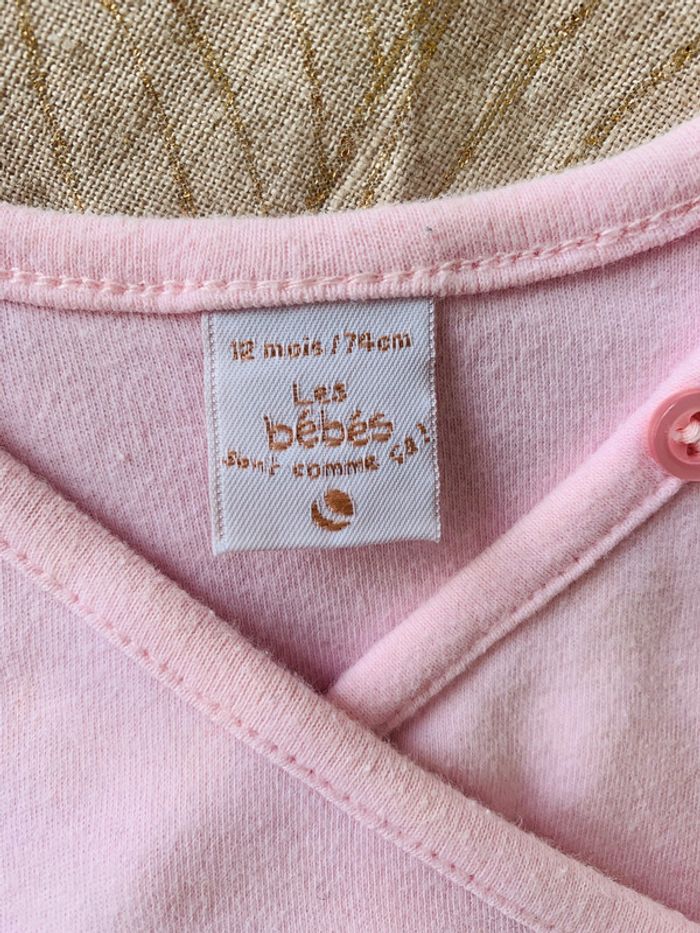 12 mois / 74cm
Les
bébés
sont comme ça !